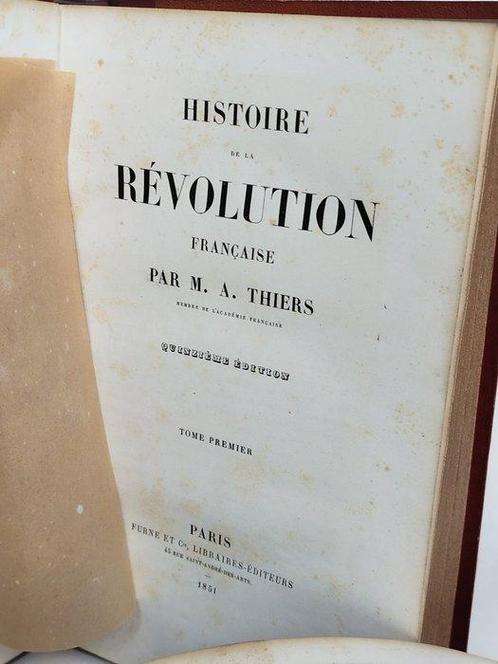 HISTOIRE
DE LA
RÉVOLUTION
FRANÇAISE
PAR M. A. THIERS
MEMBRE DE L'ACADÉMIE FRANÇAISE
QUINZIÈME ÉDITION
TOME PREMIER
PARIS
FURNE ET Cie, LIBRAIRES-ÉDITEURS
45 RUE SAINT-ANDRÉ-DES-ARTS.
1851